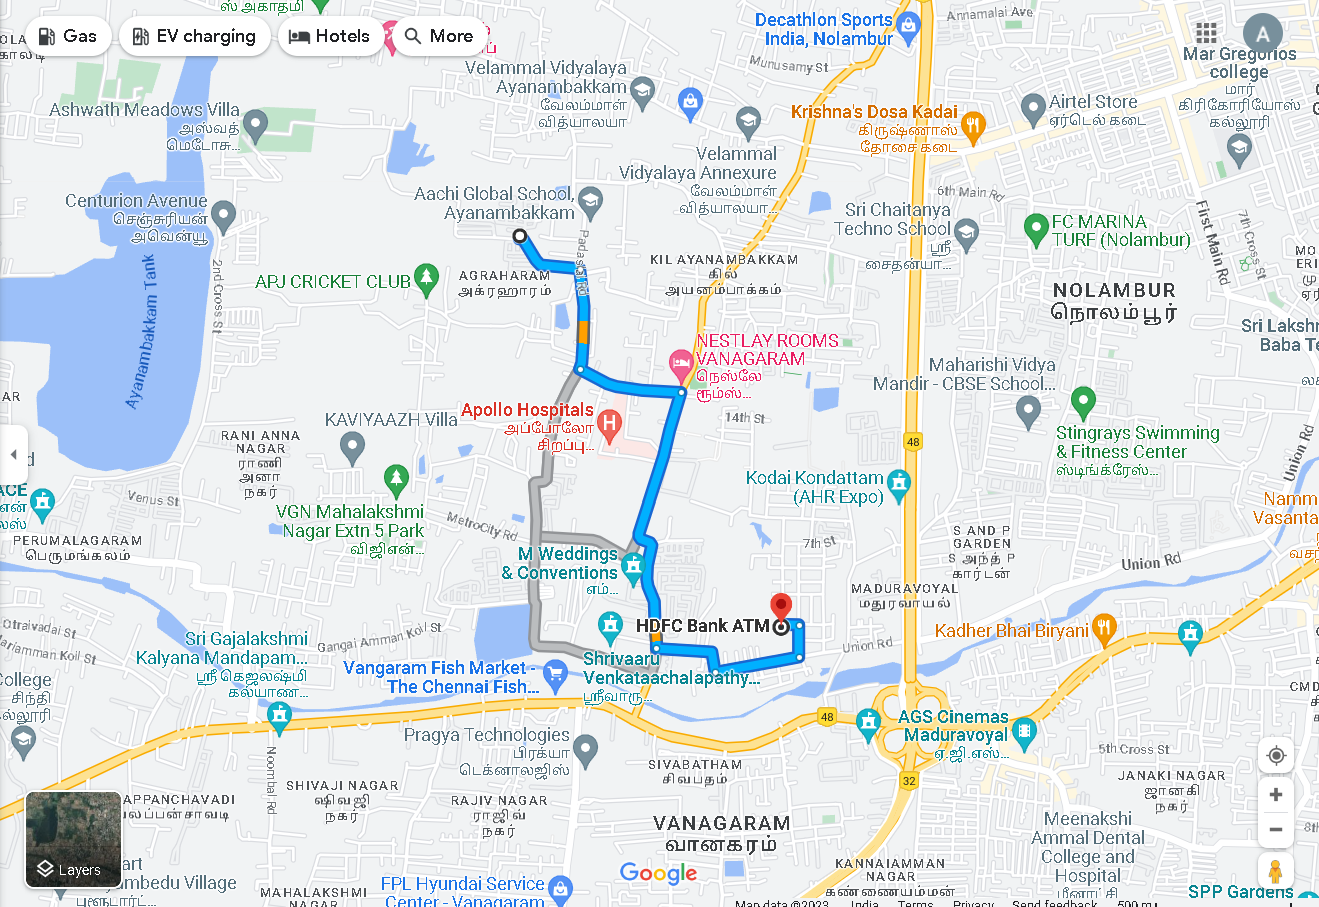 ஸ் அகாதமி
Gas
EV charging
Hotels
More
A
Decathlon Sports
India, Nolambur
Annamalai Ave
Munusamy St
Mar Gregorios
college
மார்
கிரிகோரியோஸ்
கல்லூரி
Velammal Vidyalaya
Ayanambakkam
வேலம்மாள்
வித்யாலயா
Ashwath Meadows Villa
அஸ்வத்
மெடோசு...
Krishna's Dosa Kadai
கிருஷ்ணாஸ்
தோசை கடை
Airtel Store
ஏர்டெல் கடை
Velammal
Vidyalaya Annexure
வேலம்மாள்
வித்யாலயா...
6th Main Rd
First Main Rd
7th Cross St
Centurion Avenue
செஞ்சுரியன்
அவென்யூ
Aachi Global School,
Ayanambakkam
Sri Chaitanya
Techno School
ஸ்ரீ
சைதன்யா...
FC MARINA
TURF (Nolambur)
Padasalai Rd
2nd Cross St
Ayanambakkam Tank
APJ CRICKET CLUB
AGRAHARAM
அக்ரஹாரம்
KIL AYANAMBAKKAM
கில்
அயனம்பாக்கம்
NOLAMBUR
நொலம்பூர்
Sri Lakshm
Baba Te
NESTLAY ROOMS
VANAGARAM
நெஸ்லே
ரூம்ஸ்...
Maharishi Vidya
Mandir - CBSE School...
AR
KAVIYAAZH Villa
Apollo Hospitals
அப்போலோ
சிறப்பு...
14th St
48
Stingrays Swimming
& Fitness Center
ஸ்டிங்க்ரேஸ்...
RANI ANNA
NAGAR
ராணி
அனா
நகர்
Union Rd
Kodai Kondattam
(AHR Expo)
ACE
Venus St
VGN Mahalakshmi
Nagar Extn 5 Park
விஜிஎன்...
MetroCity Rd
Namm
Vasanta
PERUMALAGARAM
பெருமங்கலம்
S AND P
GARDEN
எஸ் அந்த் P
கார்டன்
7th St
M Weddings
& Conventions
எம்...
Union Rd
MADURAVOYAL
மதுரவாயல்
HDFC Bank ATM
Kadher Bhai Biryani
Gangai Amman Koil St
Sri Gajalakshmi
Kalyana Mandapam...
ஸ்ரீ கெஜலஷ்மி
கல்யாண...
Union Rd
Shrivaaru
Venkataachalapathy...
ஸ்ரீவாரு...
Vangaram Fish Market -
The Chennai Fish...
College
சிந்தி
கல்லூரி
48
AGS Cinemas
Maduravoyal
ஏ.ஜி.எஸ்...
Pragya Technologies
பிரக்யா
டெக்னாலஜிஸ்
5th Cross St
SIVABATHAM
சிவபதம்
32
JANAKI NAGAR
ஜானகி
நகர்
Noombal Rd
SHIVAJI NAGAR
ஷிவஜி
நகர்
RAJIV NAGAR
ராஜிவ்
நகர்
APPANCHAVADI
VANAGARAM
வானகரம்
Meenakshi
Ammal Dental
College and
Hospital
மீனாட்சி
Layers
Google
KANNAIAMMAN
NAGAR
கண்ணையம்மன்
நகர்
MAHALAKSHMI
NAGAR
FPL Hyundai Service
Center - Vanagaram
SPP Gardens
Map data ©2023 India Terms Privacy Send feedback 500 m